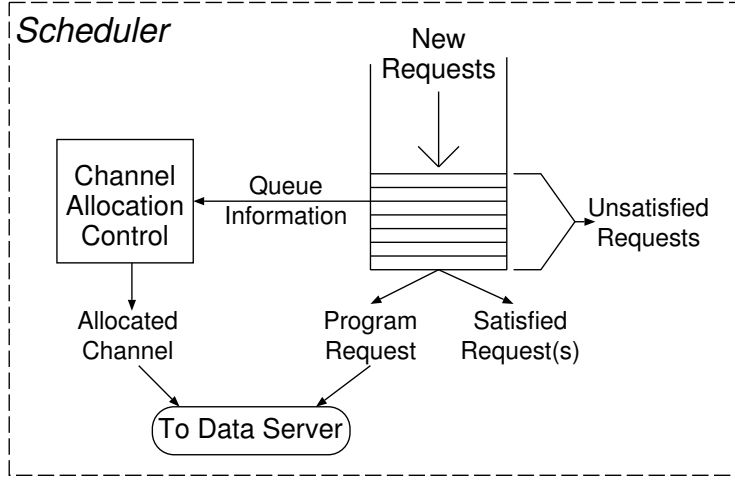 Scheduler
New
Requests
Channel
Allocation
Control
Queue
Information
Unsatisfied
Requests
Allocated
Channel
Program
Request
Satisfied
Request(s)
To Data Server